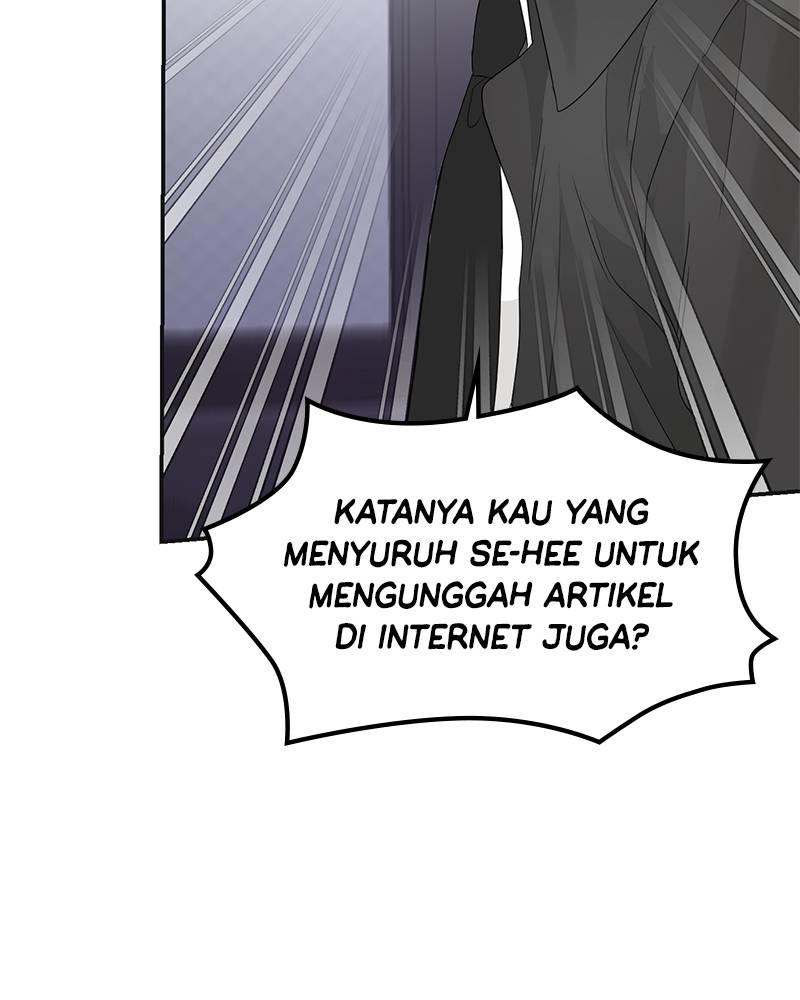 KATANYA KAU YANG
MENYURUH SE-HEE UNTUK
MENGUNGGAH ARTIKEL
DI INTERNET JUGA?